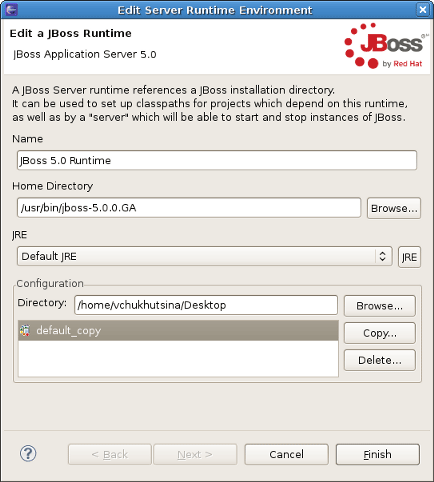 Edit Server Runtime Environment
Edit a JBoss Runtime
JBoss Application Server 5.0
JBoss®
by Red Hat
A JBoss Server runtime references a JBoss installation directory.
It can be used to set up classpaths for projects which depend on this runtime,
as well as by a "server" which will be able to start and stop instances of JBoss.
Name
JBoss 5.0 Runtime
Home Directory
/usr/bin/jboss-5.0.0.GA
Browse...
JRE
Default JRE
JRE
Configuration
Directory:
/home/vchukhutsina/Desktop
Browse...
default_copy
Copy...
Delete...
?
< Back
Next >
Cancel
Finish